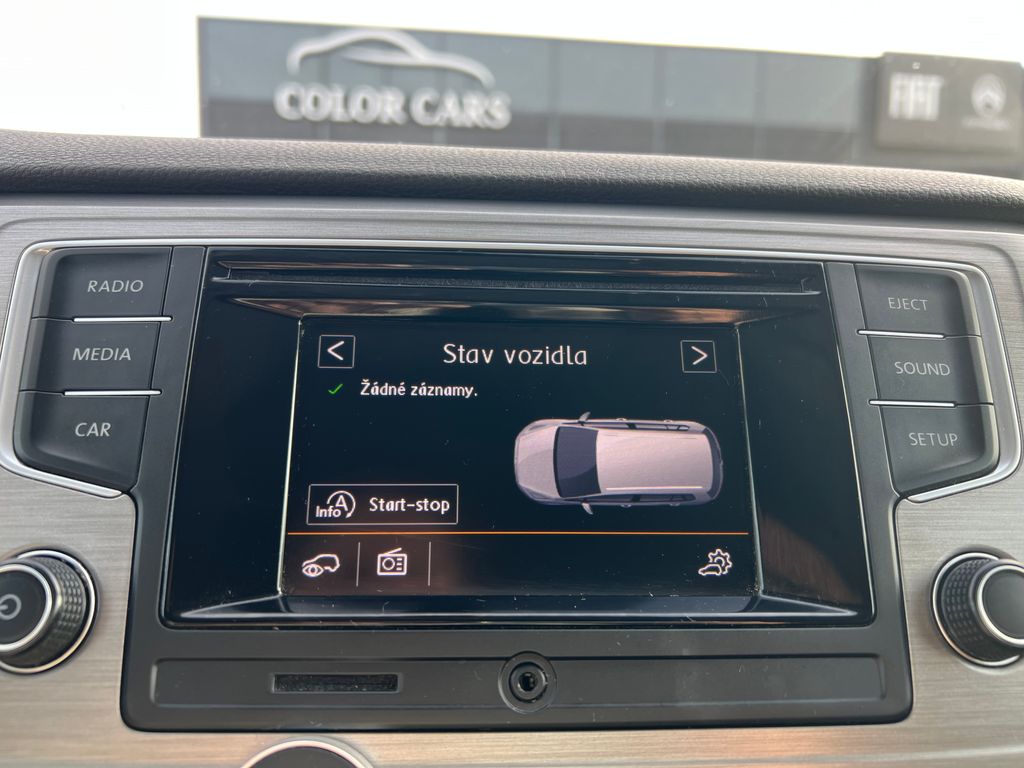 COLOR CARS
FIAT
RADIO
MEDIA
CAR
EJECT
SOUND
SETUP
<
Stav vozidla
>
Žádné záznamy.
A
Info
Start-stop